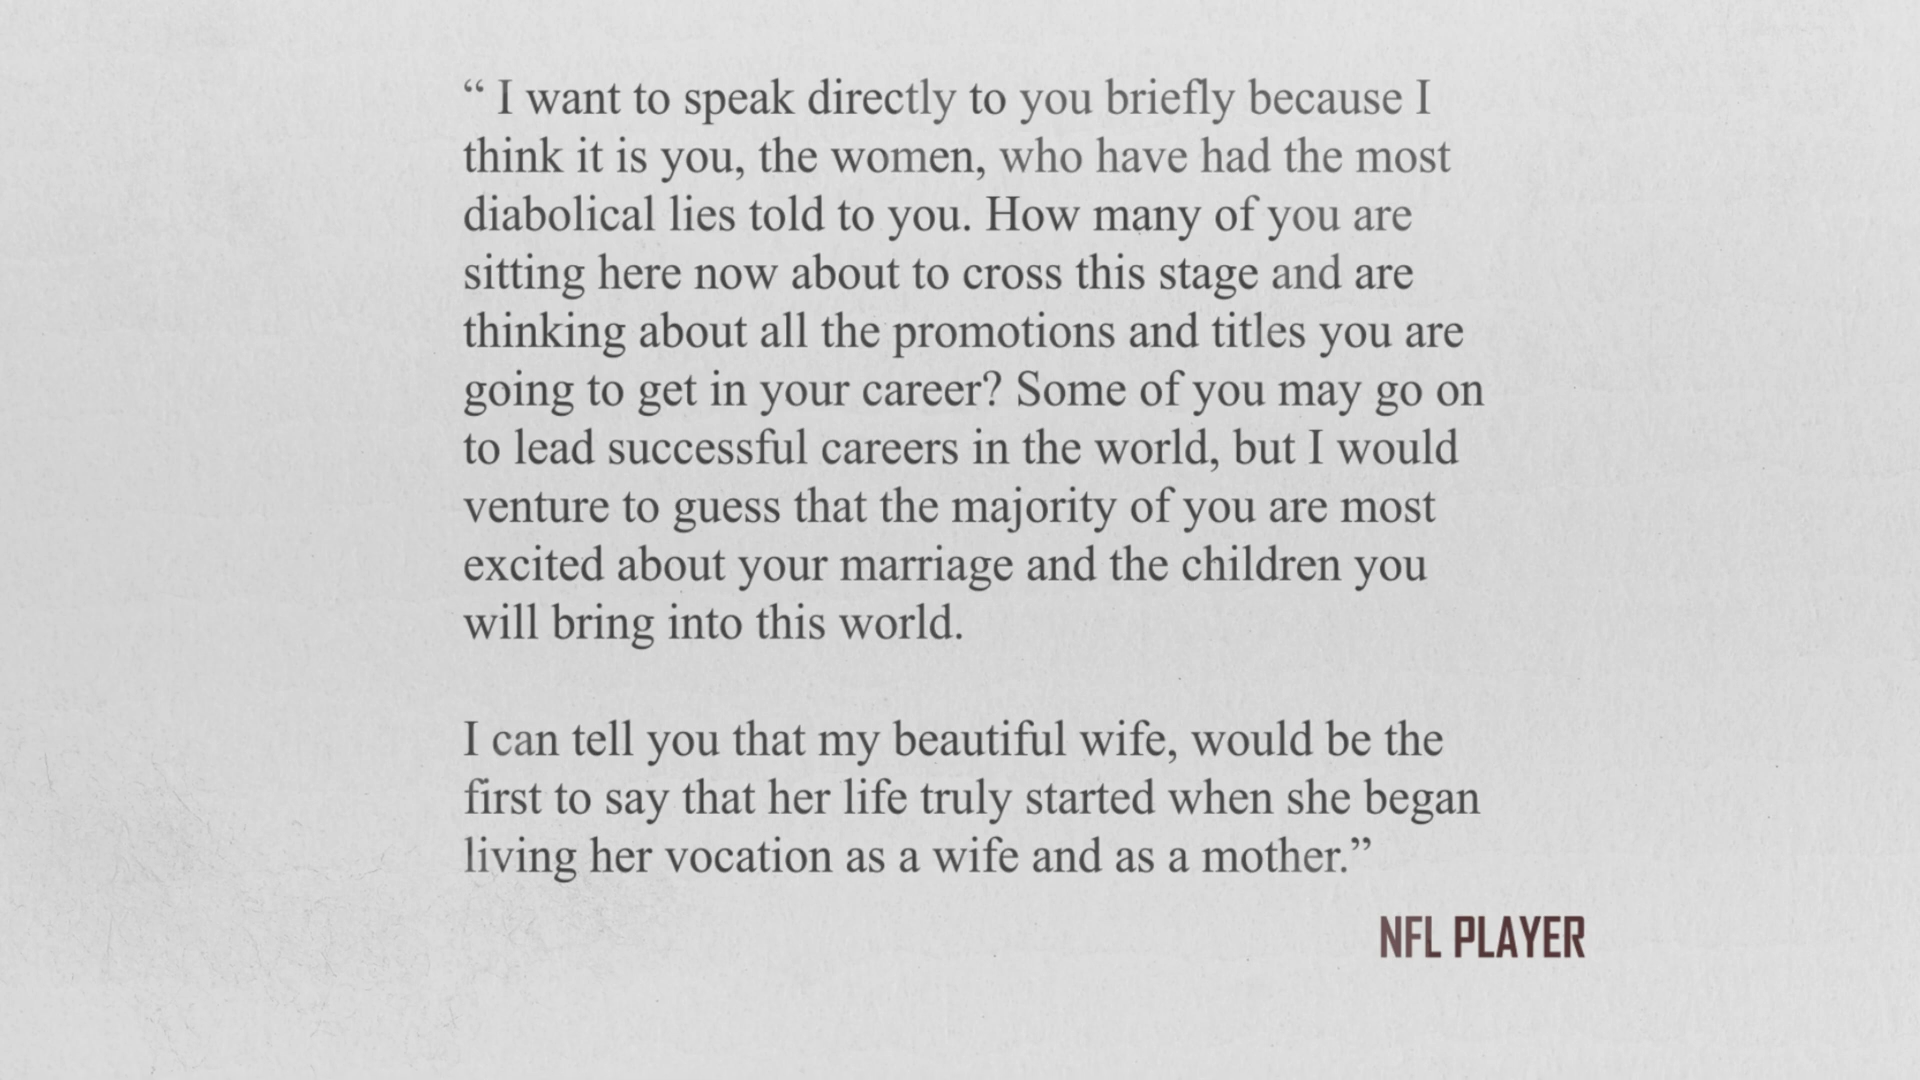 “ I want to speak directly to you briefly because I
think it is you, the women, who have had the most
diabolical lies told to you. How many of you are
sitting here now about to cross this stage and are
thinking about all the promotions and titles you are
going to get in your career? Some of you may go on
to lead successful careers in the world, but I would
venture to guess that the majority of you are most
excited about your marriage and the children you
will bring into this world.

I can tell you that my beautiful wife, would be the
first to say that her life truly started when she began
living her vocation as a wife and as a mother.”
NFL PLAYER